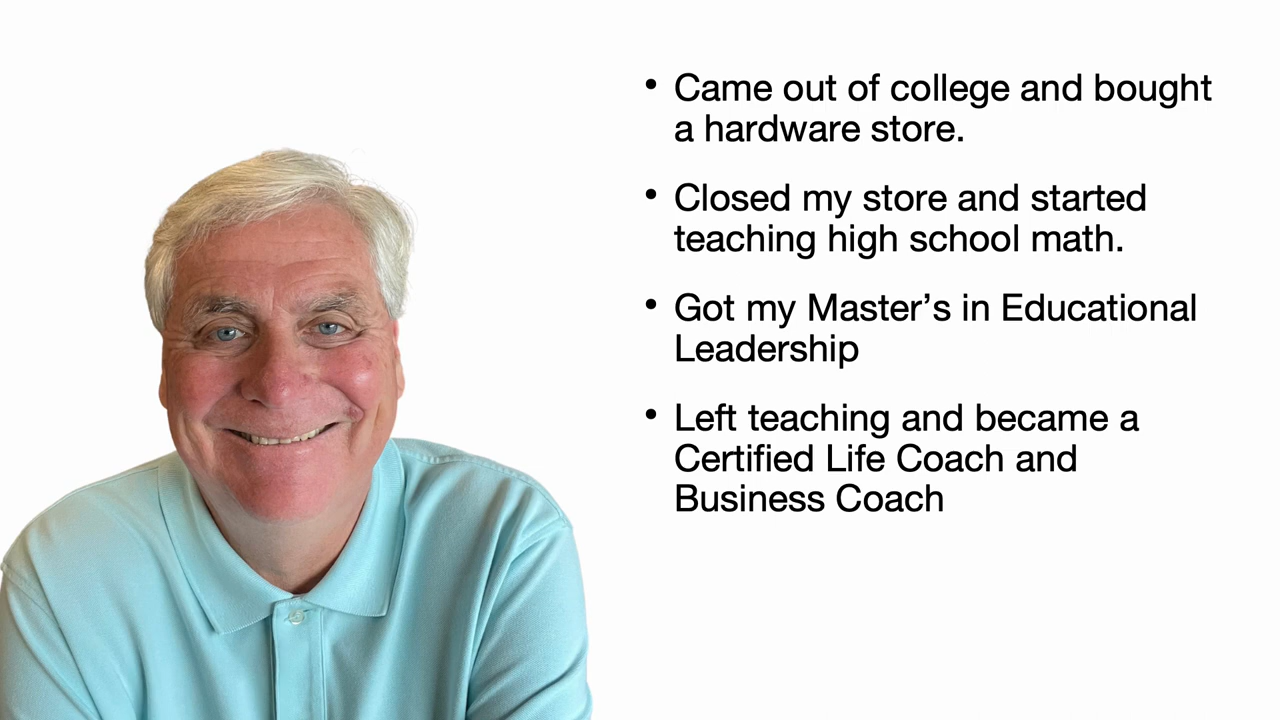 • Came out of college and bought
a hardware store.
• Closed my store and started
teaching high school math.
• Got my Master’s in Educational
Leadership
• Left teaching and became a
Certified Life Coach and
Business Coach